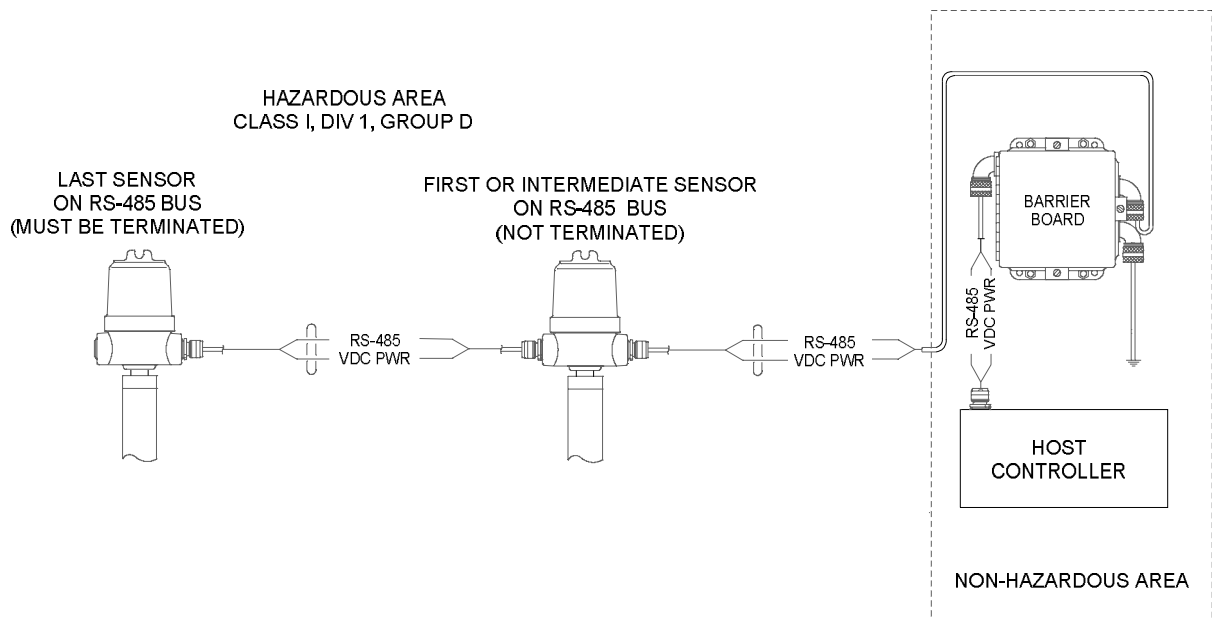 HAZARDOUS AREA
CLASS I, DIV 1, GROUP D
LAST SENSOR
ON RS-485 BUS
(MUST BE TERMINATED)
FIRST OR INTERMEDIATE SENSOR
ON RS-485 BUS
(NOT TERMINATED)
RS-485
VDC PWR
RS-485
VDC PWR
BARRIER
BOARD
RS-485
VDC PWR
HOST
CONTROLLER
NON-HAZARDOUS AREA